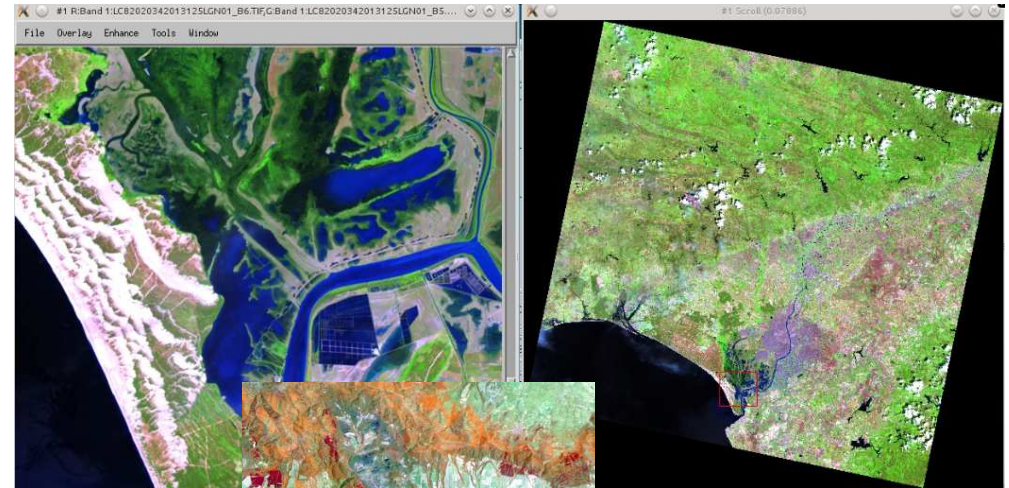 #1 R:Band 1:LC82020342013125LGN01_B6.TIF,G:Band 1:LC82020342013125LGN01_B5....
File Overlay Enhance Tools Window
#1 Scroll (0.07886)